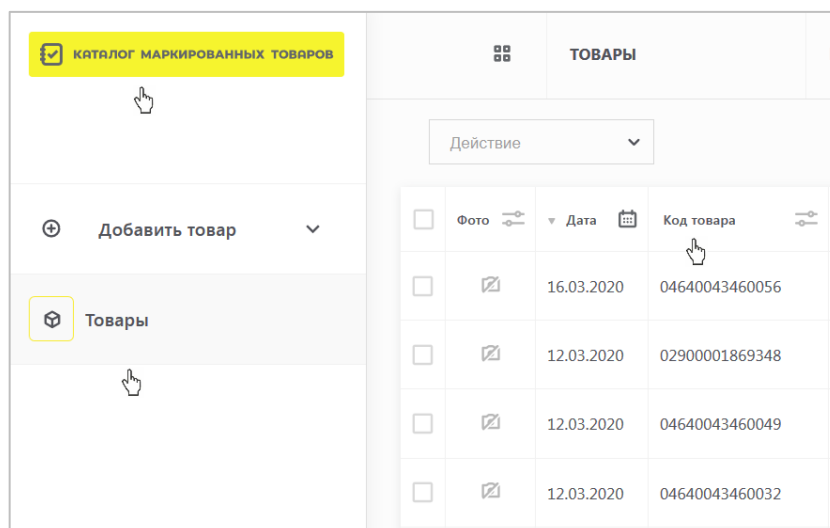 КАТАЛОГ МАРКИРОВАННЫХ ТОВАРОВ
ТОВАРЫ
Действие
Добавить товар
Товары
Фото Дата Код товара
16.03.2020 04640043460056
12.03.2020 02900001869348
12.03.2020 04640043460049
12.03.2020 04640043460032